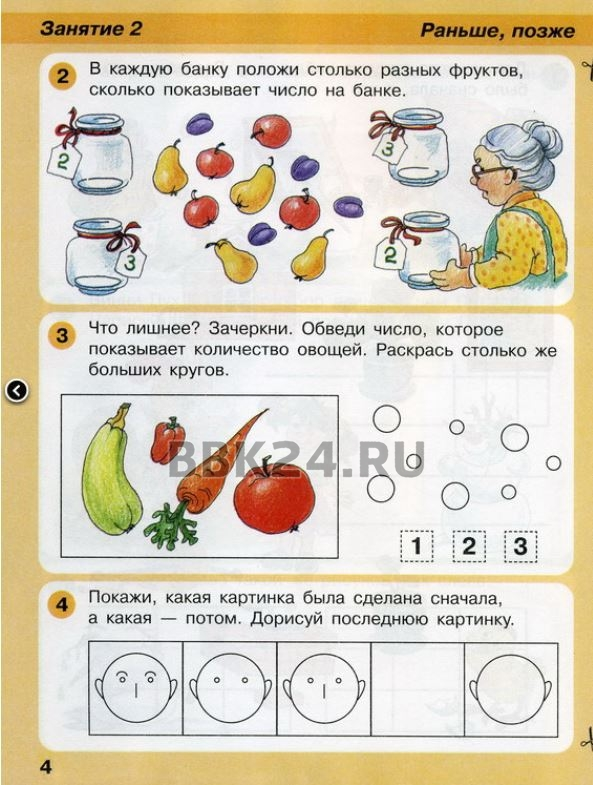 Занятие 2
Раньше, позже
2
В каждую банку положи столько разных фруктов,
сколько показывает число на банке.
2
3
3
2
3
Что лишнее? Зачеркни. Обведи число, которое
показывает количество овощей. Раскрась столько же
больших кругов.
BBK24.RU
1 2 3
4
Покажи, какая картинка была сделана сначала,
а какая — потом. Дорисуй последнюю картинку.
4